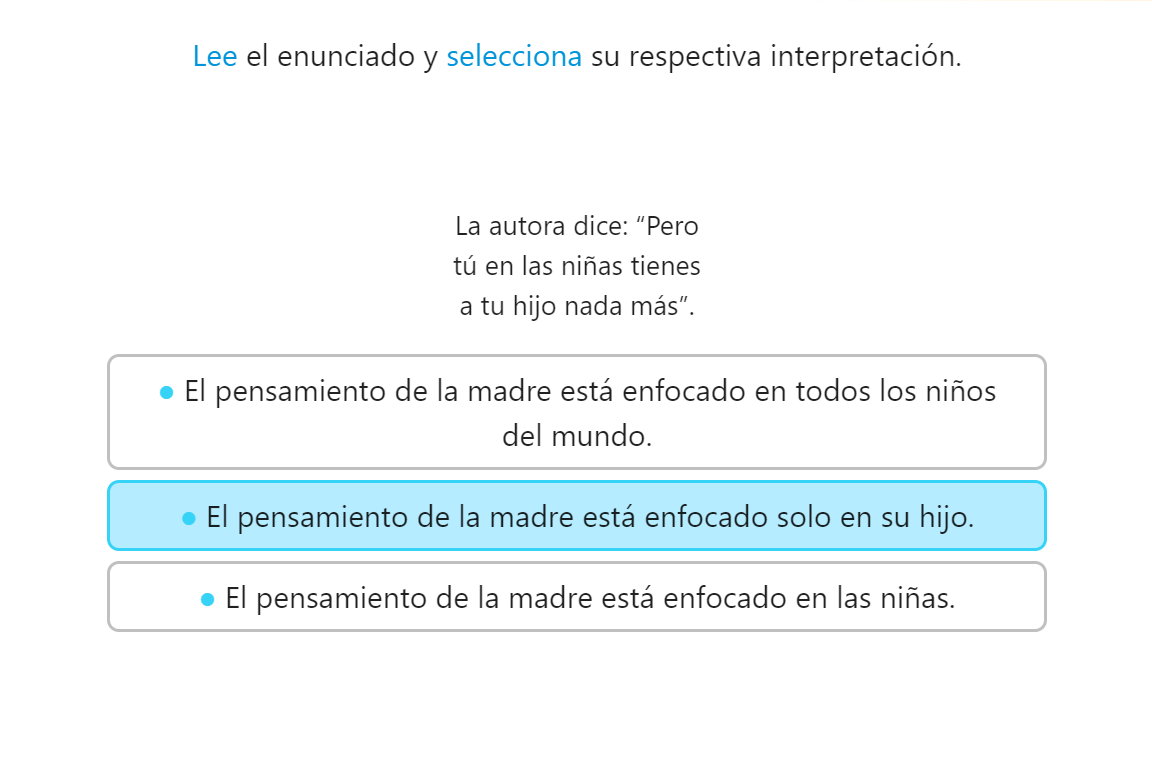 Lee el enunciado y selecciona su respectiva interpretación.
La autora dice: “Pero
tú en las niñas tienes
a tu hijo nada más”.
● El pensamiento de la madre está enfocado en todos los niños
del mundo.
● El pensamiento de la madre está enfocado solo en su hijo.
● El pensamiento de la madre está enfocado en las niñas.